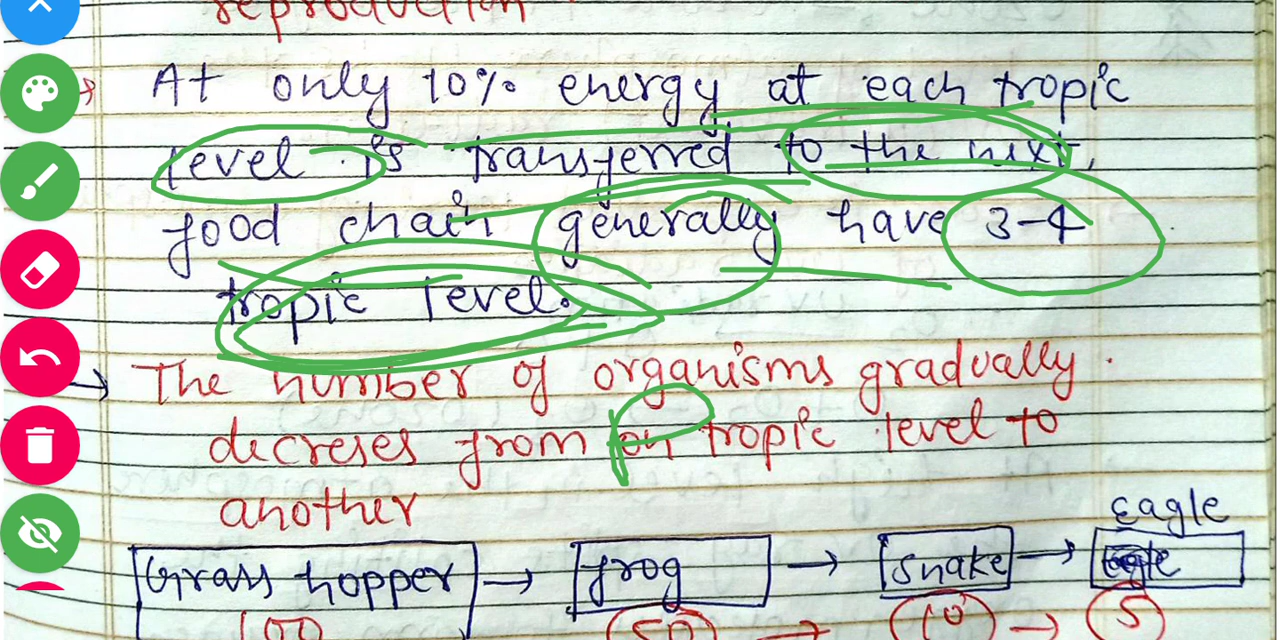 reproduction
At only 10% energy at each tropic
level is transferred to the next,
food chain generally have 3-4
tropic level.
→ The number of organisms gradually.
decreses from on tropic level to
another
Eagle
Grass hopper → frog → snake →
100 50 → 10 → 5